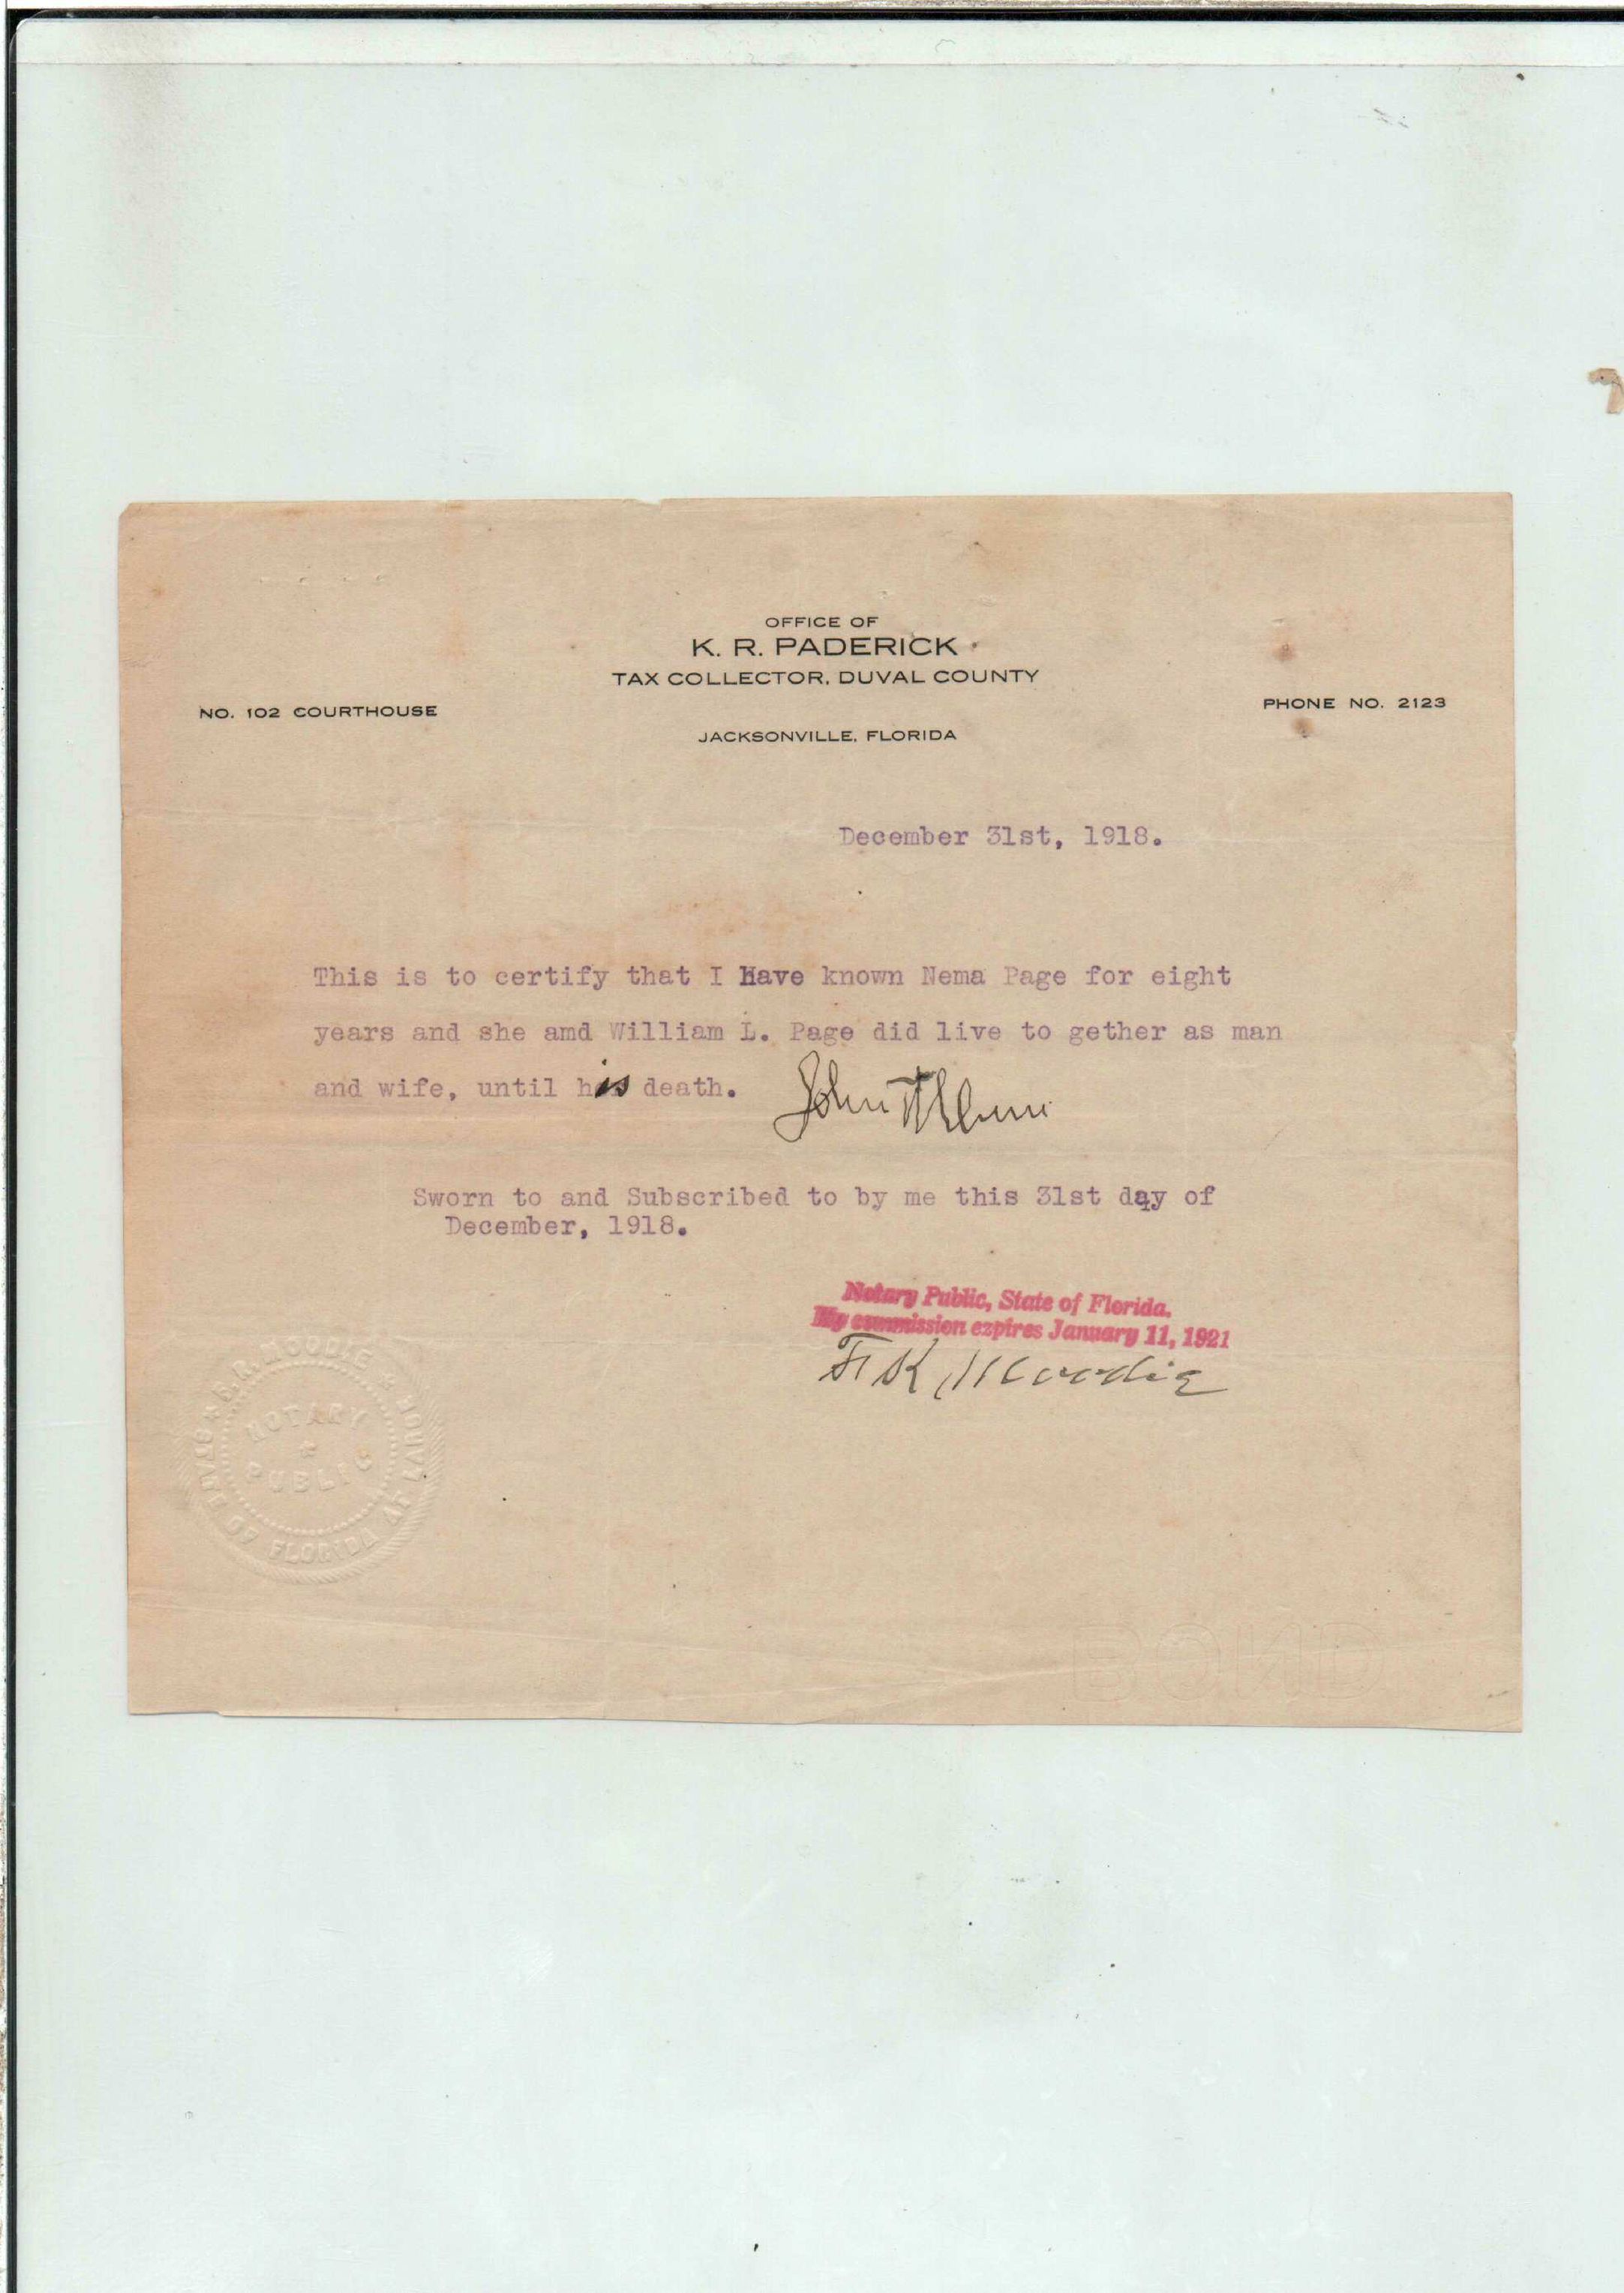 OFFICE OF
K. R. PADERICK
TAX COLLECTOR, DUVAL COUNTY
NO. 102 COURTHOUSE
PHONE NO. 2123
JACKSONVILLE, FLORIDA
December 31st, 1918.
This is to certify that I Have known Nema Page for eight
years and she amd William L. Page did live to gether as man
and wife, until his death.
John
Sworn to and Subscribed to by me this 31st day of
December, 1918.
Notary Public, State of Florida.
My commission expires January 11, 1921
K Moodie
R. MOODIE
NOTARY
PUBLIC
STATE OF FLORIDA AT LARGE
BOND